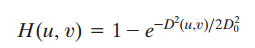 H(u, v) = 1 − e^{−D²(u,v)/2D₀²}